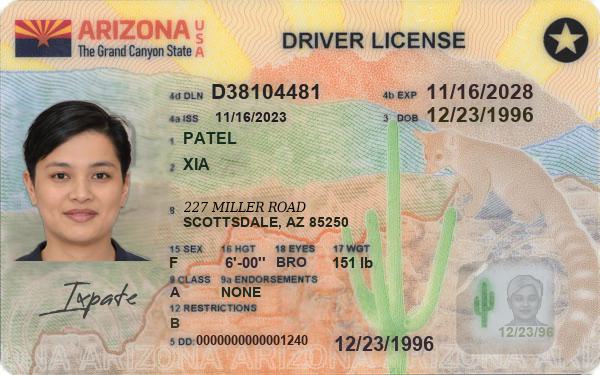 ARIZONA USA
The Grand Canyon State
DRIVER LICENSE
4d DLN D38104481
4b EXP 11/16/2028
4a ISS 11/16/2023
3 DOB 12/23/1996
1 PATEL
2 XIA
8 227 MILLER ROAD
SCOTTSDALE, AZ 85250
15 SEX 16 HGT 18 EYES 17 WGT
F 6'-00" BRO 151 lb
9 CLASS 9a ENDORSEMENTS
A NONE
12 RESTRICTIONS
B
5 DD: 0000000000001240
12/23/1996
12/23/96
ARIZONA ARIZONA ARIZONA ARIZONA